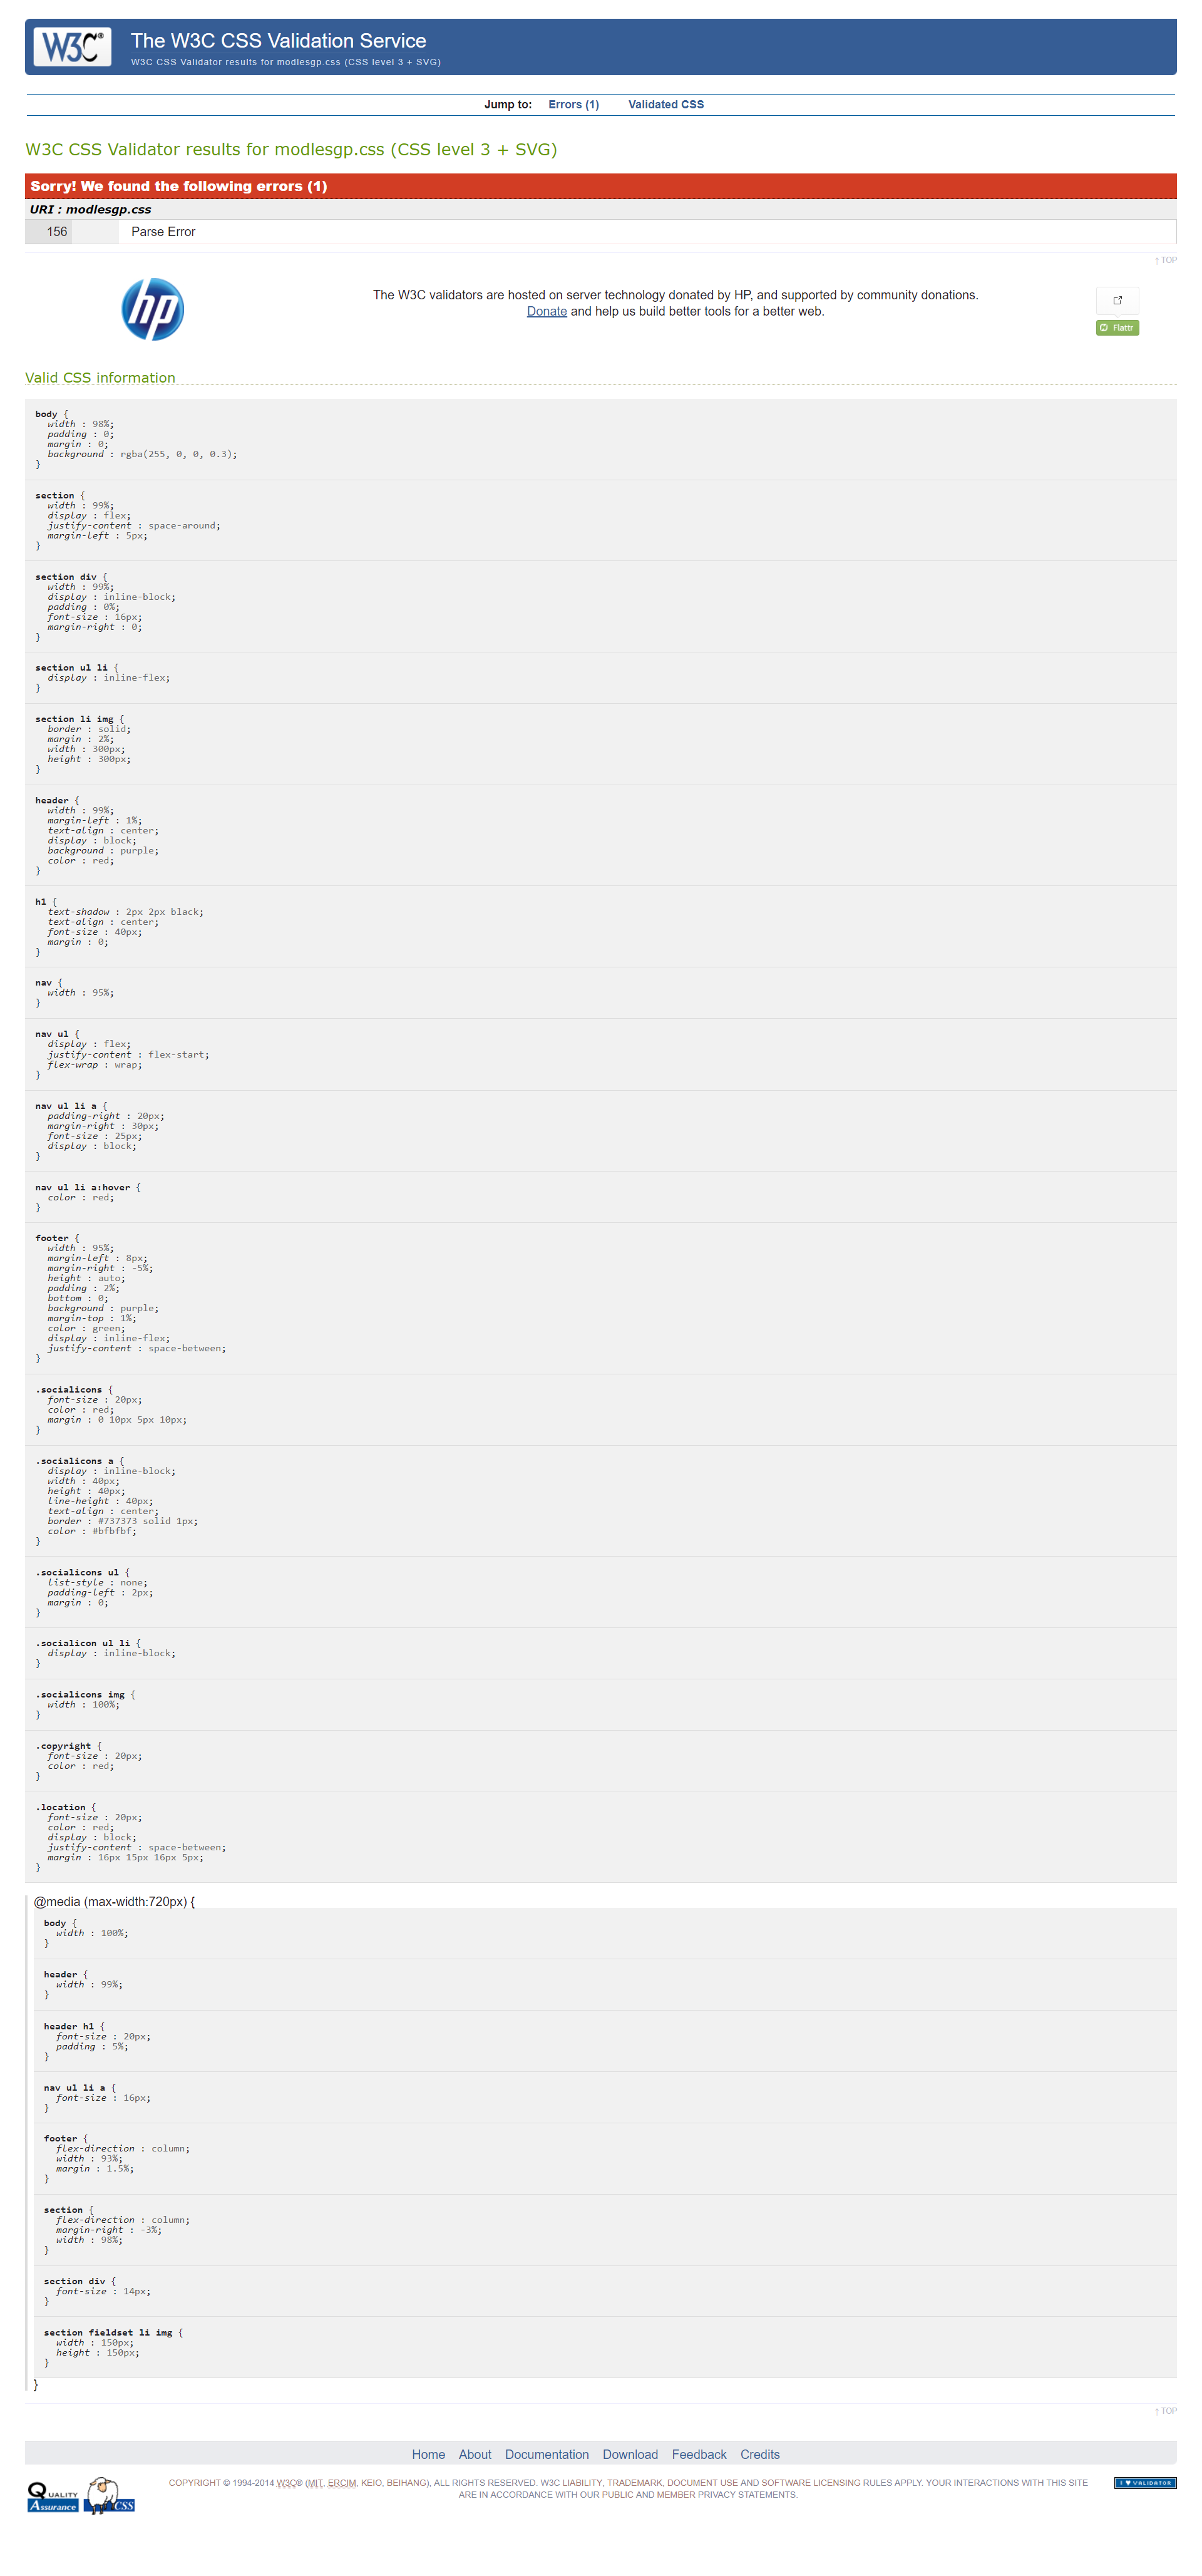 W3C®
The W3C CSS Validation Service
W3C CSS Validator results for modlesgp.css (CSS level 3 + SVG)
Jump to: Errors (1) Validated CSS
W3C CSS Validator results for modlesgp.css (CSS level 3 + SVG)
Sorry! We found the following errors (1)
URI : modlesgp.css
156 Parse Error
↑ TOP
hp
The W3C validators are hosted on server technology donated by HP, and supported by community donations.
Donate and help us build better tools for a better web.
Flattr
Valid CSS information
body {
width : 98%;
padding : 0;
margin : 0;
background : rgba(255, 0, 0, 0.3);
}
section {
width : 99%;
display : flex;
justify-content : space-around;
margin-left : 5px;
}
section div {
width : 99%;
display : inline-block;
padding : 0%;
font-size : 16px;
margin-right : 0;
}
section ul li {
display : inline-flex;
}
section li img {
border : solid;
margin : 2%;
width : 300px;
height : 300px;
}
header {
width : 99%;
margin-left : 1%;
text-align : center;
display : block;
background : purple;
color : red;
}
h1 {
text-shadow : 2px 2px black;
text-align : center;
font-size : 40px;
margin : 0;
}
nav {
width : 95%;
}
nav ul {
display : flex;
justify-content : flex-start;
flex-wrap : wrap;
}
nav ul li a {
padding-right : 20px;
margin-right : 30px;
font-size : 25px;
display : block;
}
nav ul li a:hover {
color : red;
}
footer {
width : 95%;
margin-left : 8px;
margin-right : -5%;
height : auto;
padding : 2%;
bottom : 0;
background : purple;
margin-top : 1%;
color : green;
display : inline-flex;
justify-content : space-between;
}
.socialicons {
font-size : 20px;
color : red;
margin : 0 10px 5px 10px;
}
.socialicons a {
display : inline-block;
width : 40px;
height : 40px;
line-height : 40px;
text-align : center;
border : #737373 solid 1px;
color : #bfbfbf;
}
.socialicons ul {
list-style : none;
padding-left : 2px;
margin : 0;
}
.socialicon ul li {
display : inline-block;
}
.socialicons img {
width : 100%;
}
.copyright {
font-size : 20px;
color : red;
}
.location {
font-size : 20px;
color : red;
display : block;
justify-content : space-between;
margin : 16px 15px 16px 5px;
}
@media (max-width:720px) {
body {
width : 100%;
}
header {
width : 99%;
}
header h1 {
font-size : 20px;
padding : 5%;
}
nav ul li a {
font-size : 16px;
}
footer {
flex-direction : column;
width : 93%;
margin : 1.5%;
}
section {
flex-direction : column;
margin-right : -3%;
width : 98%;
}
section div {
font-size : 14px;
}
section fieldset li img {
width : 150px;
height : 150px;
}
}
↑ TOP
Home About Documentation Download Feedback Credits
QUALITY
Assurance
CSS
COPYRIGHT © 1994-2014 W3C® (MIT, ERCIM, KEIO, BEIHANG), ALL RIGHTS RESERVED. W3C LIABILITY, TRADEMARK, DOCUMENT USE AND SOFTWARE LICENSING RULES APPLY. YOUR INTERACTIONS WITH THIS SITE
ARE IN ACCORDANCE WITH OUR PUBLIC AND MEMBER PRIVACY STATEMENTS.
I ♥ VALIDATOR